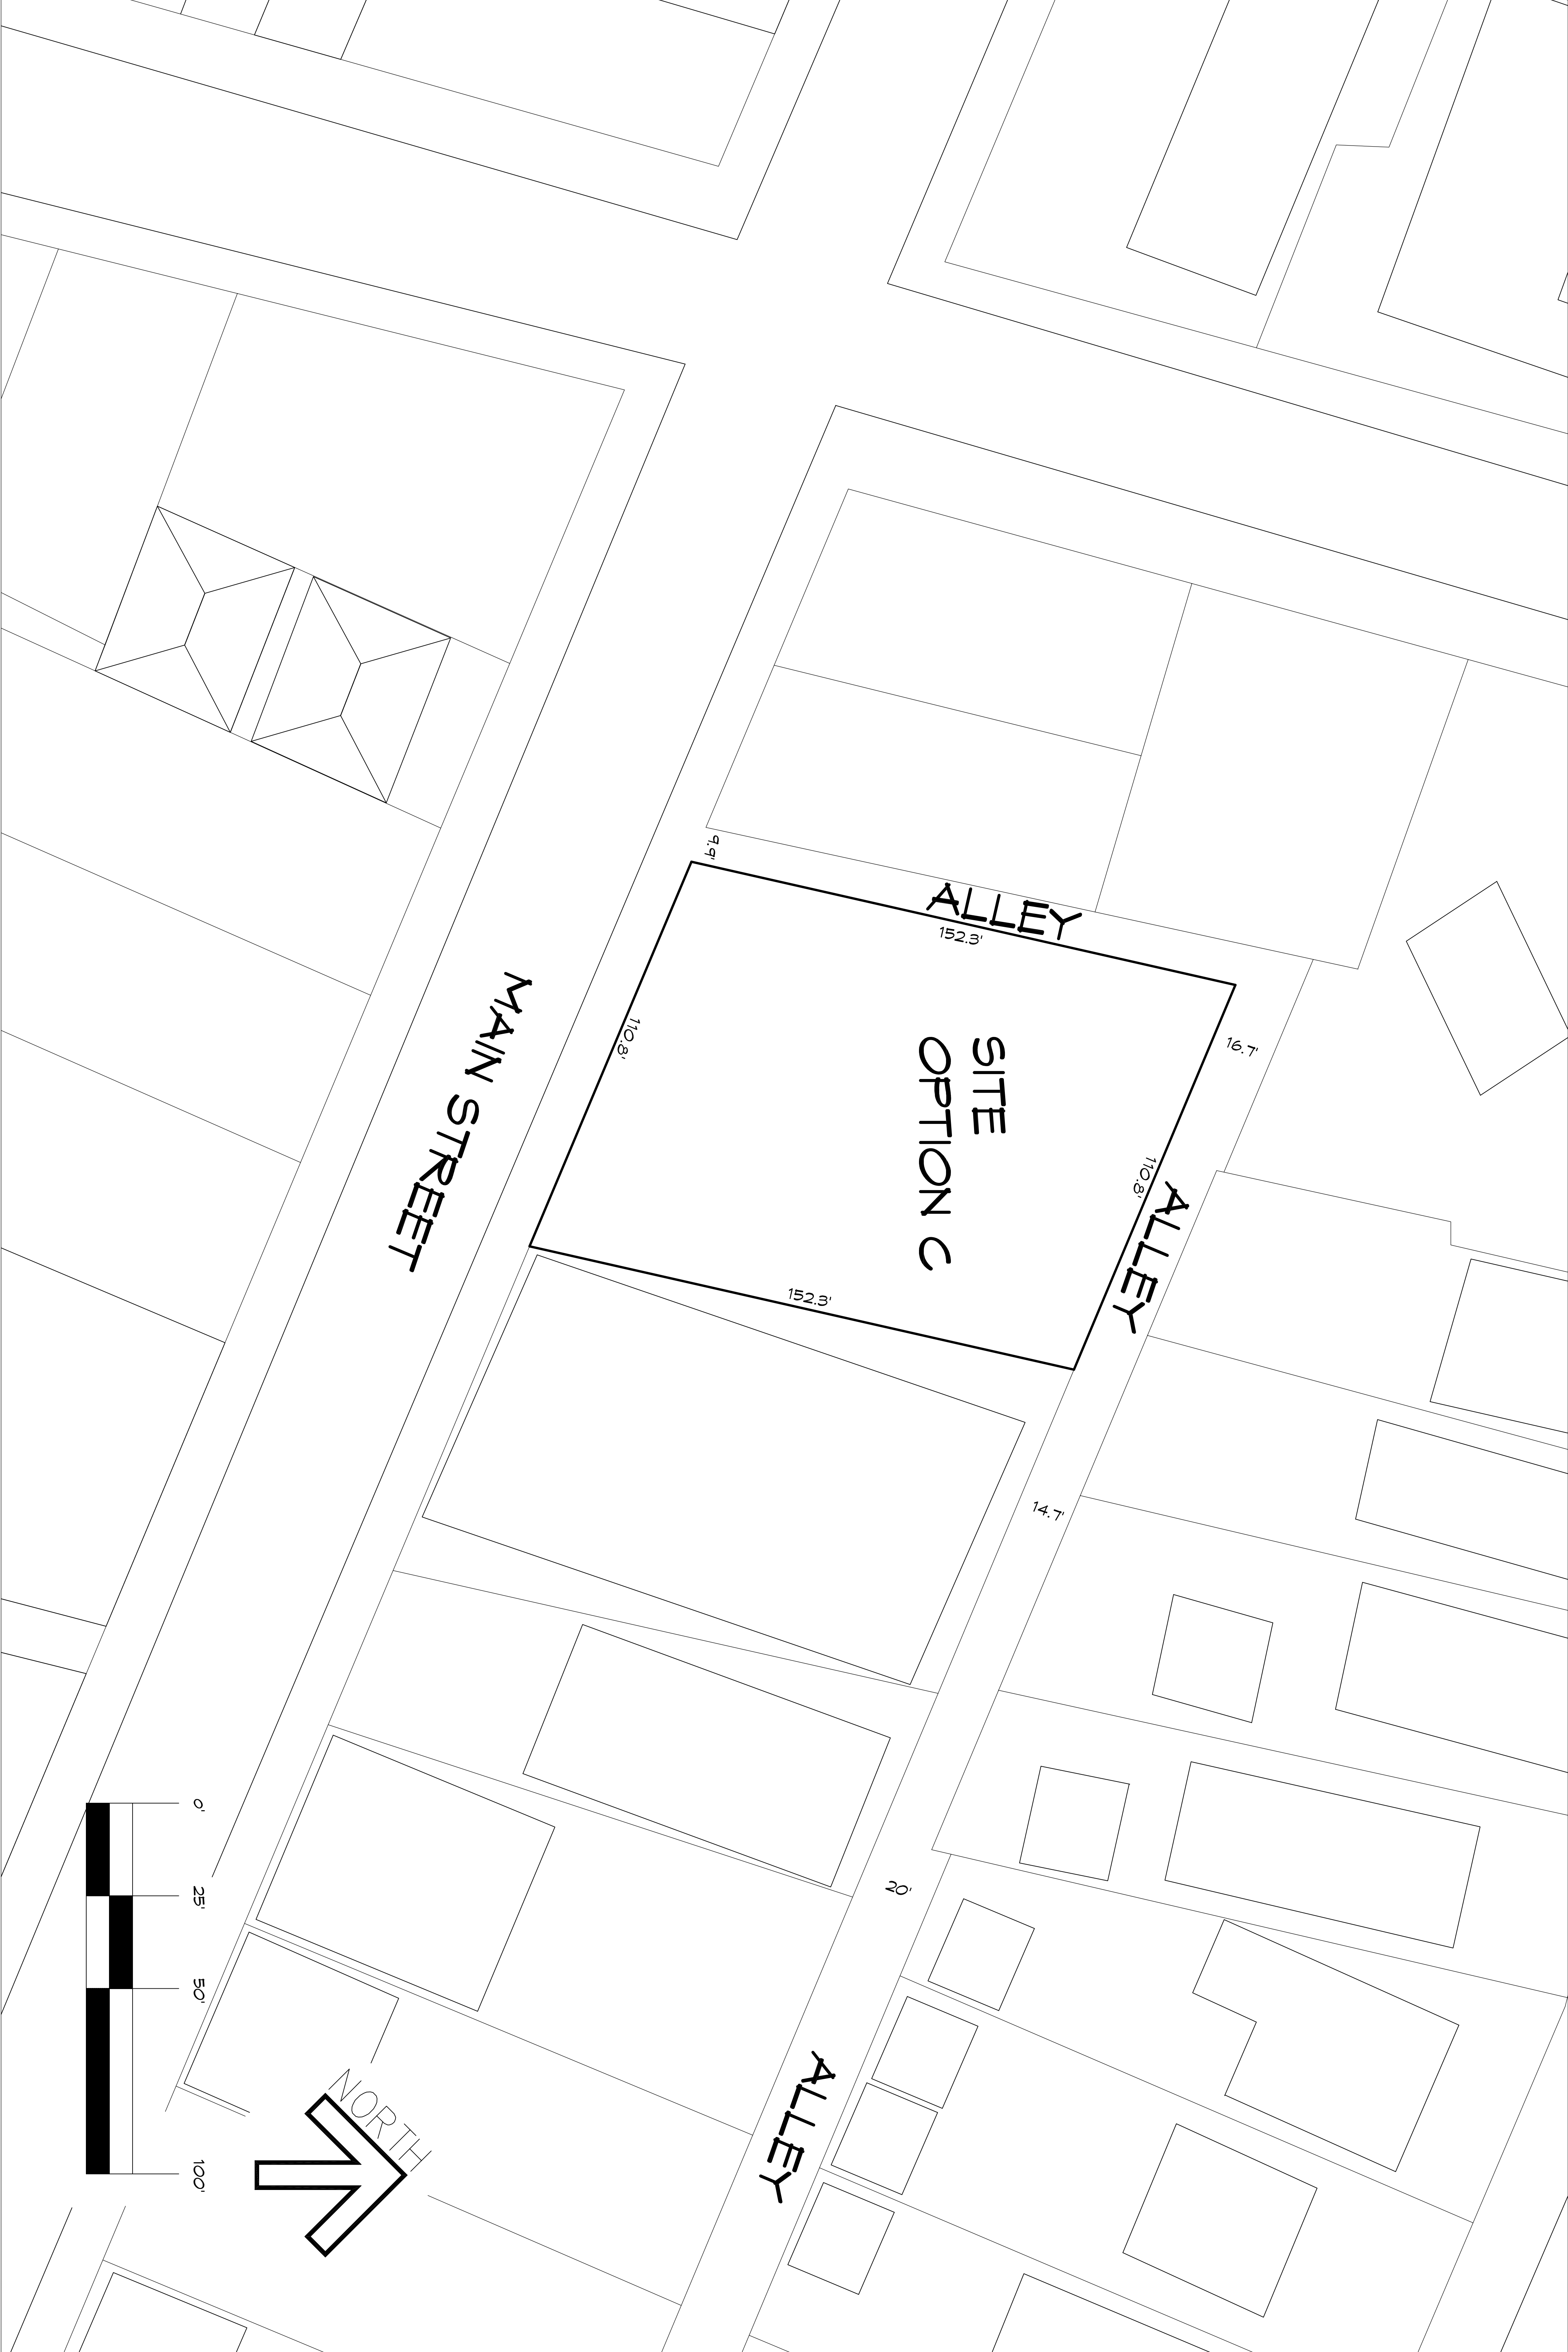 9.9'
ALLEY
152.3'
MAIN STREET
110.8'
SITE
OPTION C
16.7'
110.8'
ALLEY
152.3'
14.7'
20'
ALLEY
0'
25'
50'
100'
NORTH